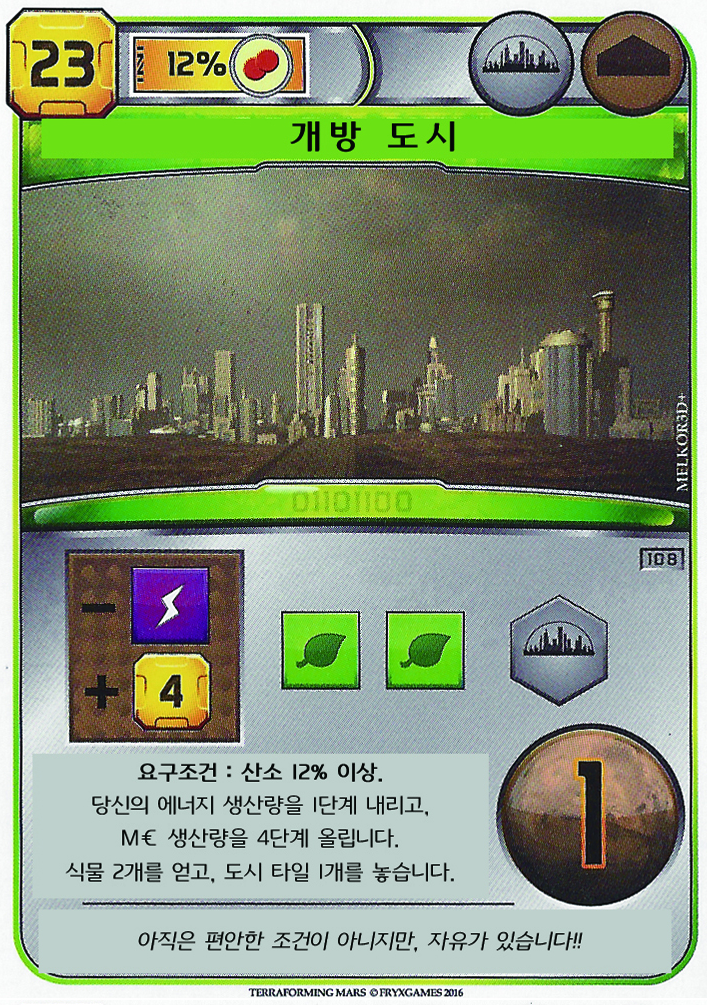 23
12%
개방 도시
MELKOR3D+
01101100
108
-
+ 4
요구조건 : 산소 12% 이상.
당신의 에너지 생산량을 1단계 내리고,
M€ 생산량을 4단계 올립니다.
식물 2개를 얻고, 도시 타일 1개를 놓습니다.
1
아직은 편안한 조건이 아니지만, 자유가 있습니다!!
TERRAFORMING MARS © FRYXGAMES 2016